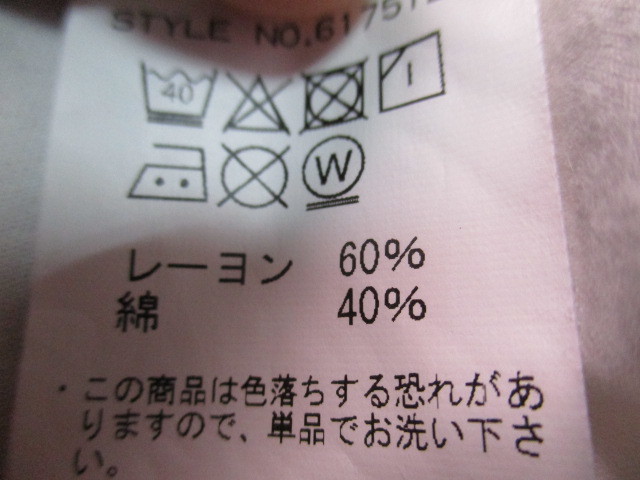 STYLE NO.61751
40
W
レーヨン 60%
綿 40%
・この商品は色落ちする恐れがあ
りますので、単品でお洗い下さ
い。